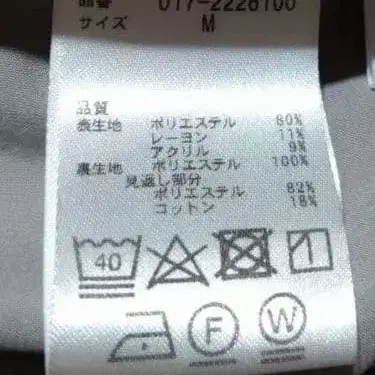 品番 017-2226106
サイズ M
品質
表生地 ポリエステル 80%
レーヨン 11%
アクリル 9%
裏生地 ポリエステル 100%
見返し部分
ポリエステル 82%
コットン 18%
40
F W